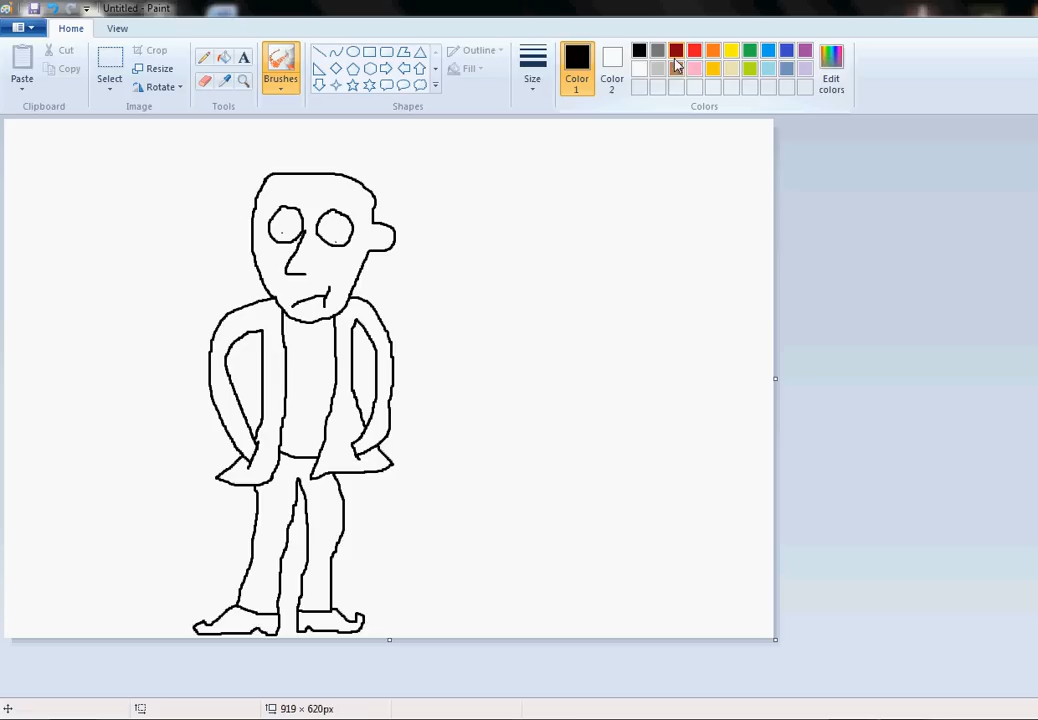 Untitled - Paint
Home View
Paste
Cut
Copy
Clipboard
Select
Crop
Resize
Rotate
Image
A
Tools
Brushes
Outline
Fill
Shapes
Size
Color 1
Color 2
Edit colors
Colors
919 × 620px